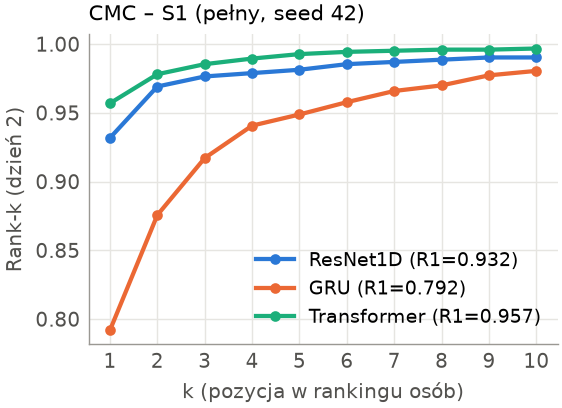 CMC – S1 (pełny, seed 42)
Rank-k (dzień 2)
1.00
0.95
0.90
0.85
0.80
ResNet1D (R1=0.932)
GRU (R1=0.792)
Transformer (R1=0.957)
1 2 3 4 5 6 7 8 9 10
k (pozycja w rankingu osób)